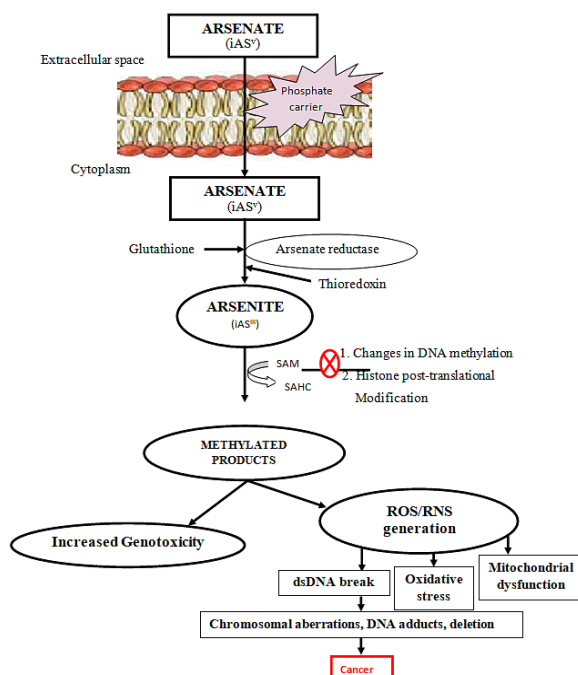 ARSENATE
(iASᵛ)
Extracellular space
Phosphate
carrier
Cytoplasm
ARSENATE
(iASᵛ)
Glutathione
Arsenate reductase
Thioredoxin
ARSENITE
(iASᴵᴵᴵ)
SAM
1. Changes in DNA methylation
SAHC
2. Histone post-translational
Modification
METHYLATED
PRODUCTS
ROS/RNS
generation
Increased Genotoxicity
dsDNA break
Oxidative
stress
Mitochondrial
dysfunction
Chromosomal aberrations, DNA adducts, deletion
Cancer